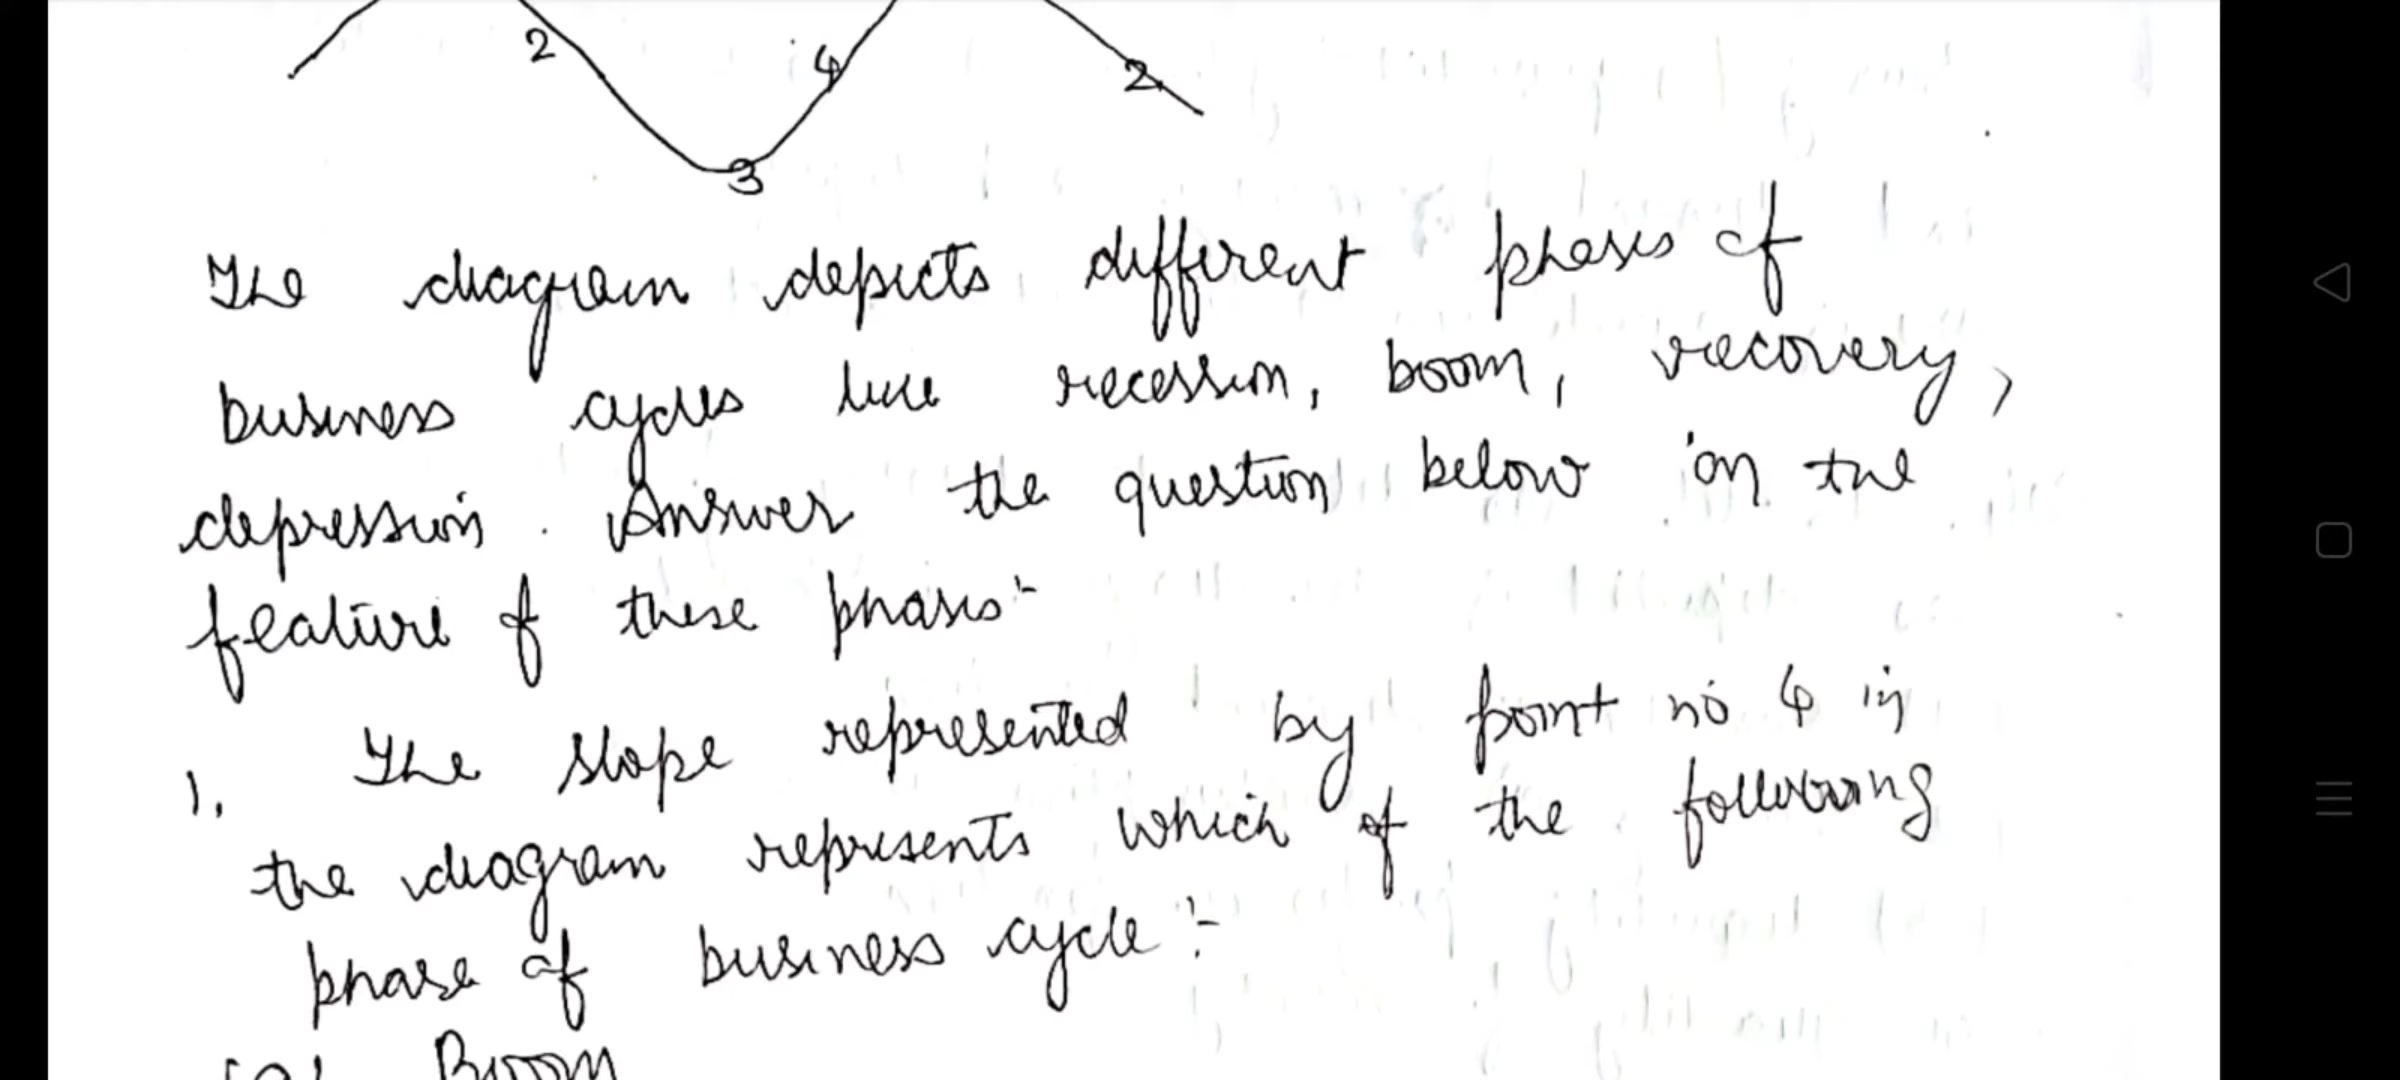 2
4
2
3
The diagram depicts different phases of
business cycles like recession, boom, recovery,
depression. Answer the question below on the
feature of these phases:-
1. The slope represented by point no 4 in
the diagram represents which of the following
phase of business cycle:-
(a) Boom